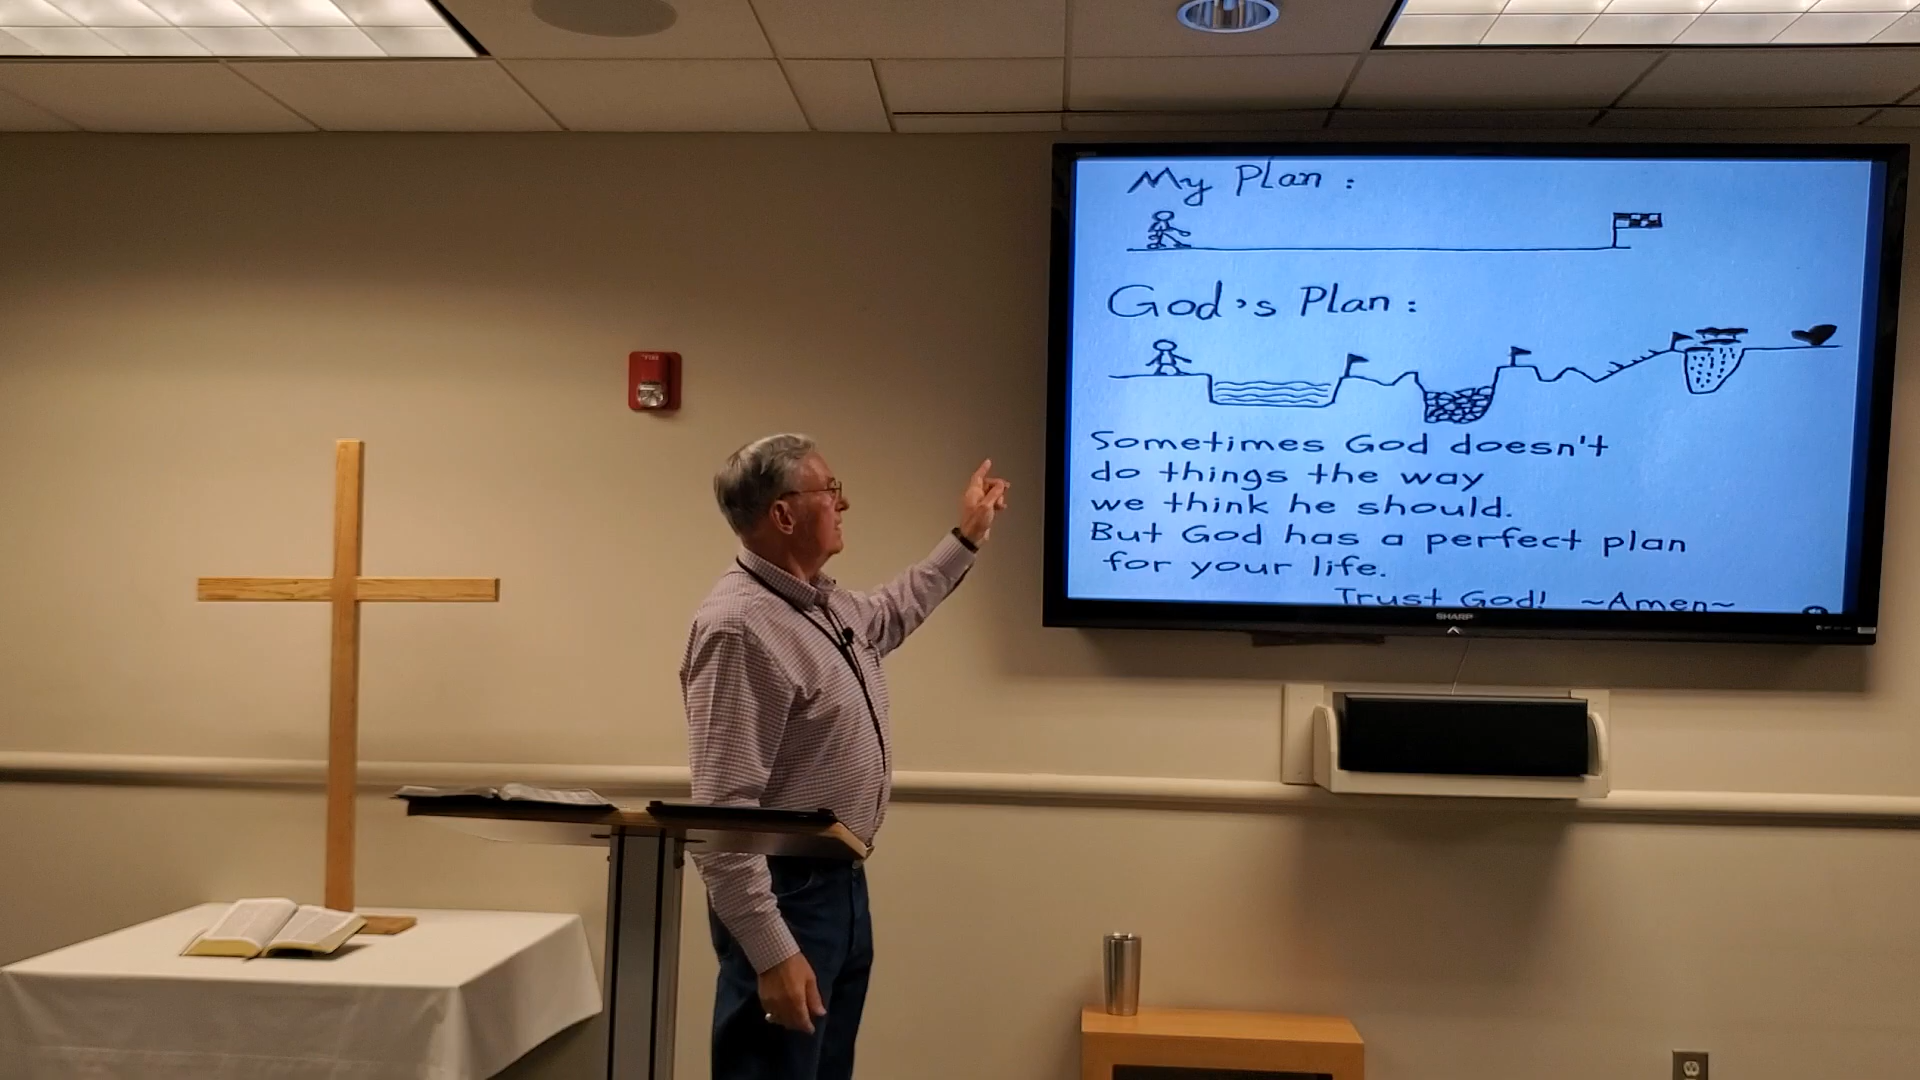 My Plan :
God's Plan :
Sometimes God doesn't
do things the way
we think he should.
But God has a perfect plan
for your life.
Trust God! ~Amen~
SHARP
FIRE